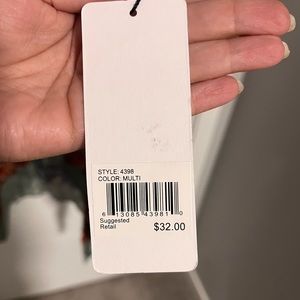 STYLE: 4398
COLOR: MULTI
6 13085 43981 0
Suggested
Retail
$32.00